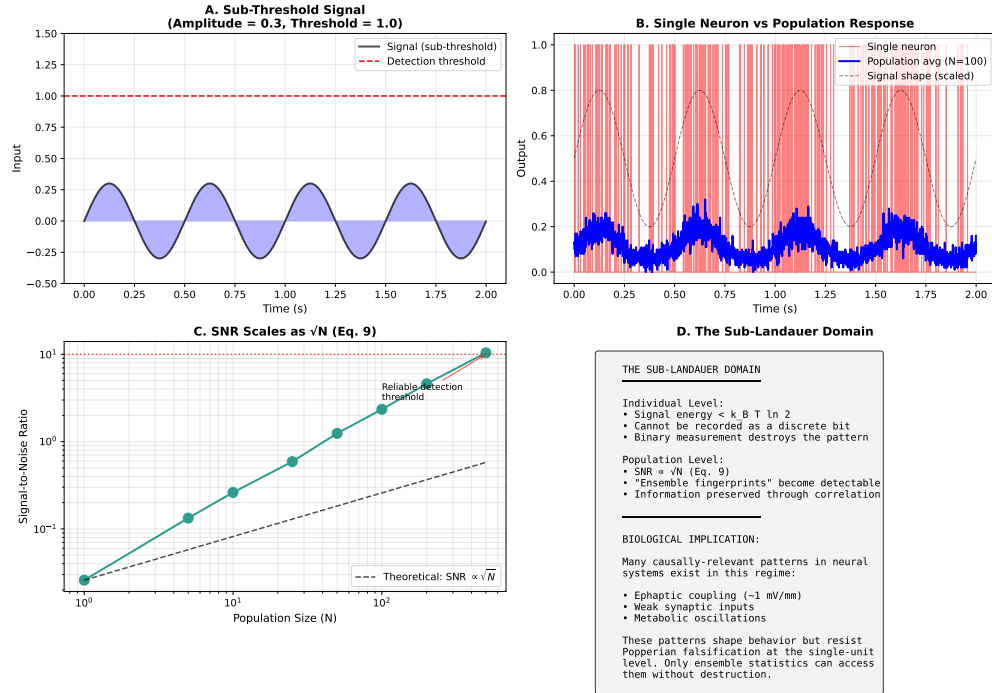 A. Sub-Threshold Signal
(Amplitude = 0.3, Threshold = 1.0)
1.50
1.25
1.00
0.75
0.50
0.25
0.00
−0.25
−0.50
Input
Signal (sub-threshold)
Detection threshold
0.00 0.25 0.50 0.75 1.00 1.25 1.50 1.75 2.00
Time (s)
B. Single Neuron vs Population Response
1.0
0.8
0.6
0.4
0.2
0.0
Output
Single neuron
Population avg (N=100)
Signal shape (scaled)
0.00 0.25 0.50 0.75 1.00 1.25 1.50 1.75 2.00
Time (s)
C. SNR Scales as √N (Eq. 9)
10¹
10⁰
10⁻¹
Signal-to-Noise Ratio
Reliable detection
threshold
Theoretical: SNR ∝ √N
10⁰ 10¹ 10²
Population Size (N)
D. The Sub-Landauer Domain
THE SUB-LANDAUER DOMAIN
Individual Level:
• Signal energy < k_B T ln 2
• Cannot be recorded as a discrete bit
• Binary measurement destroys the pattern
Population Level:
• SNR ∝ √N (Eq. 9)
• "Ensemble fingerprints" become detectable
• Information preserved through correlation
BIOLOGICAL IMPLICATION:
Many causally-relevant patterns in neural
systems exist in this regime:
• Ephaptic coupling (~1 mV/mm)
• Weak synaptic inputs
• Metabolic oscillations
These patterns shape behavior but resist
Popperian falsification at the single-unit
level. Only ensemble statistics can access
them without destruction.